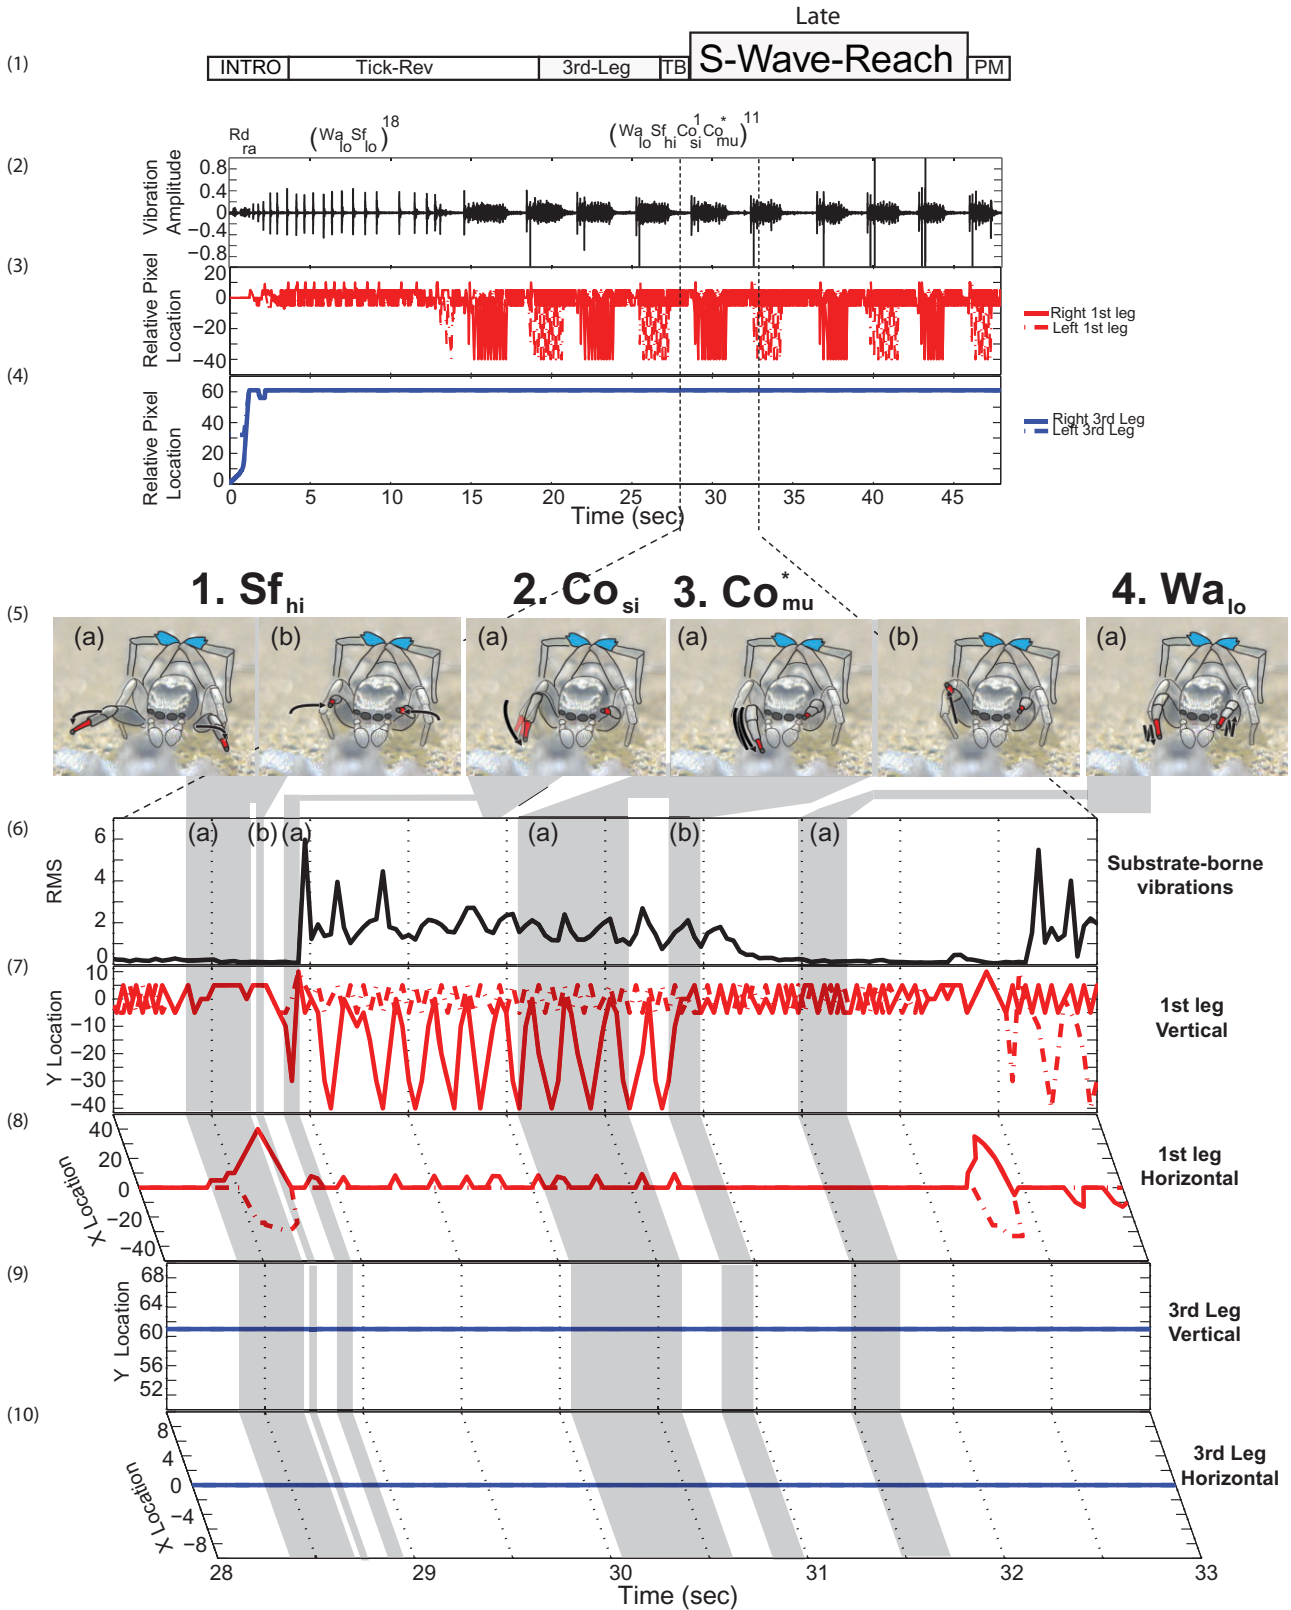 Late
(1)
INTRO Tick-Rev 3rd-Leg TB S-Wave-Reach PM
Rd ra (Wa lo Sf lo) 18 (Wa lo Sf hi Co si 1 Co mu *) 11
(2)
Vibration Amplitude
0.8
0.4
0
−0.4
−0.8
(3)
Relative Pixel Location
20
0
−20
−40
Right 1st leg
Left 1st leg
(4)
Relative Pixel Location
60
40
20
0
Right 3rd Leg
Left 3rd Leg
0 5 10 15 20 25 30 35 40 45
Time (sec)
1. Sf hi 2. Co si 3. Co mu * 4. Wa lo
(5)
(a) (b) (a) (a) (b) (a)
(6)
(a) (b) (a) (a) (b) (a)
RMS
6
4
2
0
Substrate-borne
vibrations
(7)
Y Location
10
0
−10
−20
−30
−40
1st leg
Vertical
(8)
X Location
40
20
0
−20
−40
1st leg
Horizontal
(9)
Y Location
68
64
60
56
52
3rd Leg
Vertical
(10)
X Location
8
4
0
−4
−8
3rd Leg
Horizontal
28 29 30 31 32 33
Time (sec)